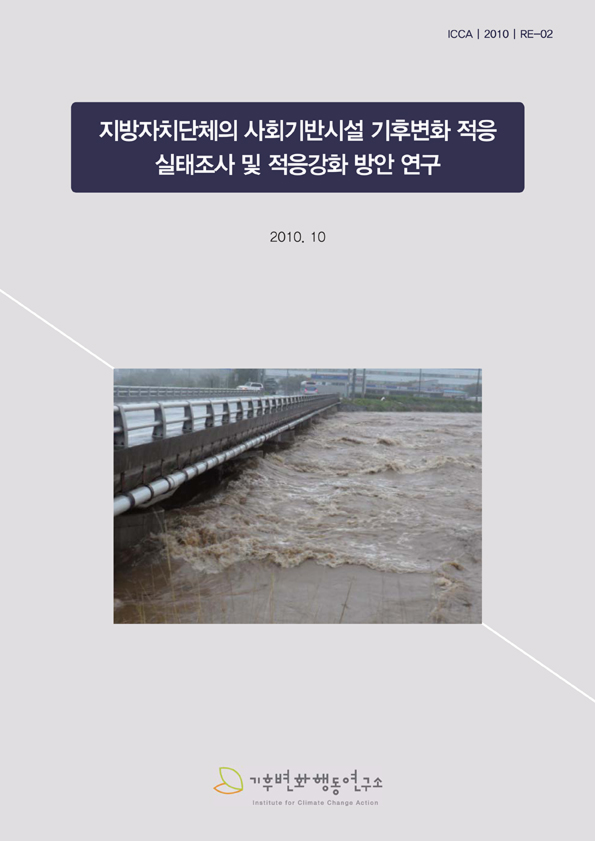 ICCA | 2010 | RE-02
지방자치단체의 사회기반시설 기후변화 적응
실태조사 및 적응강화 방안 연구
2010. 10
기후변화행동연구소
Institute for Climate Change Action